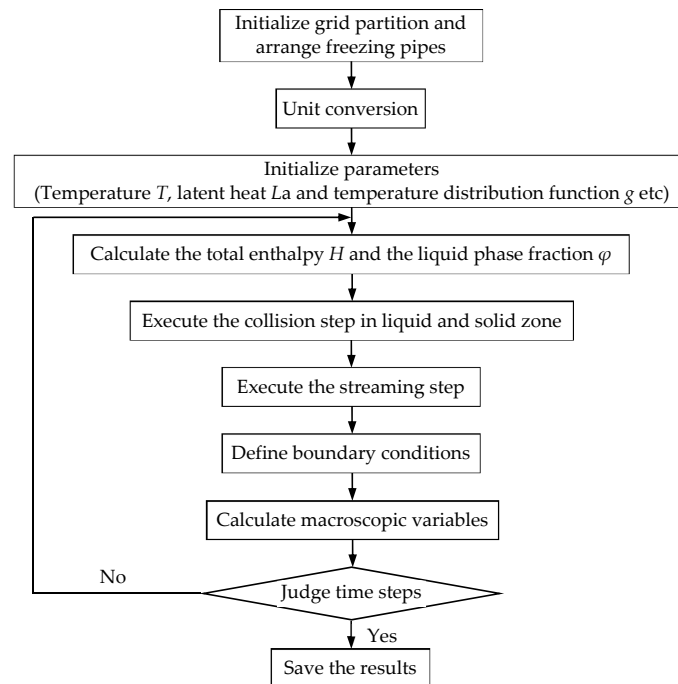 Initialize grid partition and
arrange freezing pipes
Unit conversion
Initialize parameters
(Temperature T, latent heat La and temperature distribution function g etc)
Calculate the total enthalpy H and the liquid phase fraction φ
Execute the collision step in liquid and solid zone
Execute the streaming step
Define boundary conditions
Calculate macroscopic variables
No
Judge time steps
Yes
Save the results